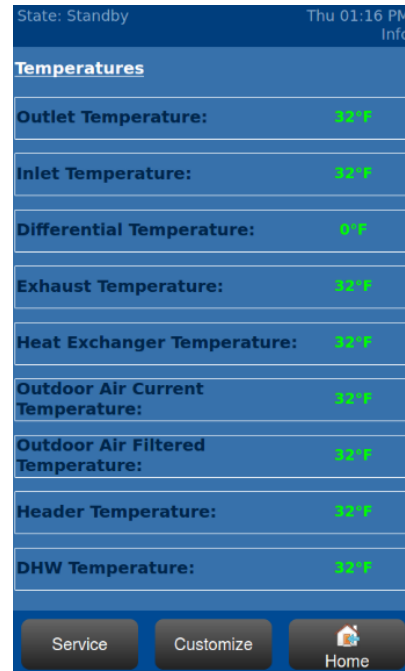 State: Standby Thu 01:16 PM
Info
Temperatures
Outlet Temperature: 32°F
Inlet Temperature: 32°F
Differential Temperature: 0°F
Exhaust Temperature: 32°F
Heat Exchanger Temperature: 32°F
Outdoor Air Current
Temperature: 32°F
Outdoor Air Filtered
Temperature: 32°F
Header Temperature: 32°F
DHW Temperature: 32°F
Service Customize Home